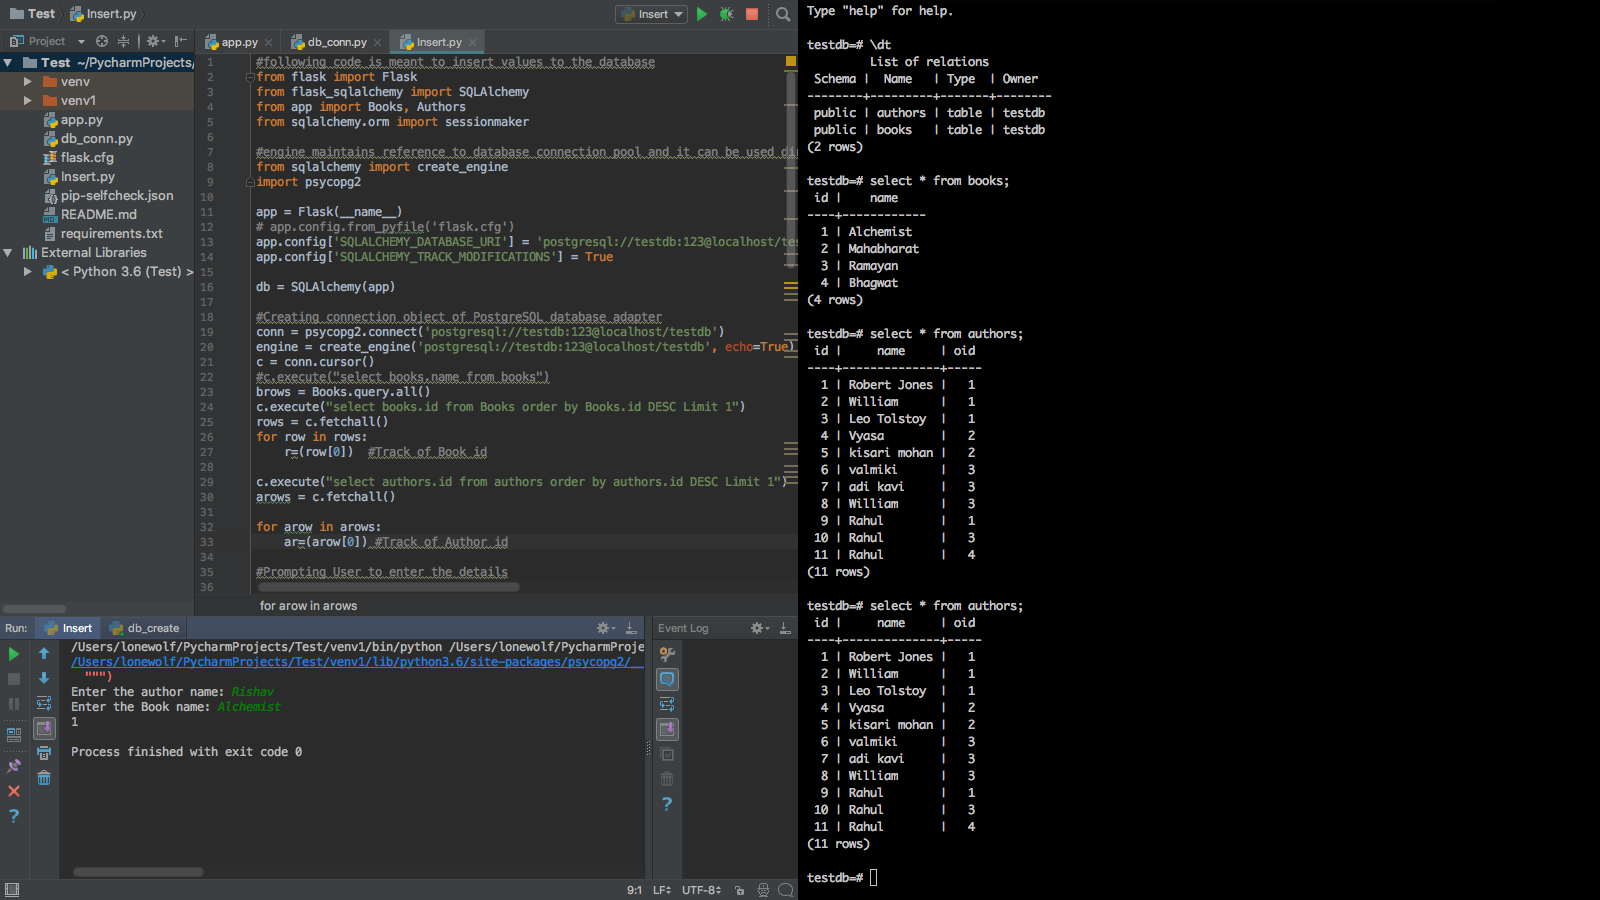 Test
Insert.py
Insert
Project
Test ~/PycharmProjects/
venv
venv1
app.py
db_conn.py
flask.cfg
Insert.py
pip-selfcheck.json
README.md
requirements.txt
External Libraries
< Python 3.6 (Test) >
app.py
db_conn.py
Insert.py
1 #following code is meant to insert values to the database
2 from flask import Flask
3 from flask_sqlalchemy import SQLAlchemy
4 from app import Books, Authors
5 from sqlalchemy.orm import sessionmaker
6
7 #engine maintains reference to database connection pool and it can be used di
8 from sqlalchemy import create_engine
9 import psycopg2
10
11 app = Flask(__name__)
12 # app.config.from_pyfile('flask.cfg')
13 app.config['SQLALCHEMY_DATABASE_URI'] = 'postgresql://testdb:123@localhost/tes
14 app.config['SQLALCHEMY_TRACK_MODIFICATIONS'] = True
15
16 db = SQLAlchemy(app)
17
18 #Creating connection object of PostgreSQL database adapter
19 conn = psycopg2.connect('postgresql://testdb:123@localhost/testdb')
20 engine = create_engine('postgresql://testdb:123@localhost/testdb', echo=True)
21 c = conn.cursor()
22 #c.execute("select books.name from books")
23 brows = Books.query.all()
24 c.execute("select books.id from Books order by Books.id DESC Limit 1")
25 rows = c.fetchall()
26 for row in rows:
27 r=(row[0]) #Track of Book id
28
29 c.execute("select authors.id from authors order by authors.id DESC Limit 1")
30 arows = c.fetchall()
31
32 for arow in arows:
33 ar=(arow[0]) #Track of Author id
34
35 #Prompting User to enter the details
36
for arow in arows
Run: Insert db_create
/Users/lonewolf/PycharmProjects/Test/venv1/bin/python /Users/lonewolf/PycharmProje
/Users/lonewolf/PycharmProjects/Test/venv1/lib/python3.6/site-packages/psycopg2/__
""")
Enter the author name: Rishav
Enter the Book name: Alchemist
1
Process finished with exit code 0
Event Log
9:1 LF UTF-8
Type "help" for help.
testdb=# \dt
List of relations
Schema | Name | Type | Owner
--------+---------+-------+--------
public | authors | table | testdb
public | books | table | testdb
(2 rows)
testdb=# select * from books;
id | name
----+------------
1 | Alchemist
2 | Mahabharat
3 | Ramayan
4 | Bhagwat
(4 rows)
testdb=# select * from authors;
id | name | oid
----+--------------+-----
1 | Robert Jones | 1
2 | William | 1
3 | Leo Tolstoy | 1
4 | Vyasa | 2
5 | kisari mohan | 2
6 | valmiki | 3
7 | adi kavi | 3
8 | William | 3
9 | Rahul | 1
10 | Rahul | 3
11 | Rahul | 4
(11 rows)
testdb=# select * from authors;
id | name | oid
----+--------------+-----
1 | Robert Jones | 1
2 | William | 1
3 | Leo Tolstoy | 1
4 | Vyasa | 2
5 | kisari mohan | 2
6 | valmiki | 3
7 | adi kavi | 3
8 | William | 3
9 | Rahul | 1
10 | Rahul | 3
11 | Rahul | 4
(11 rows)
testdb=#